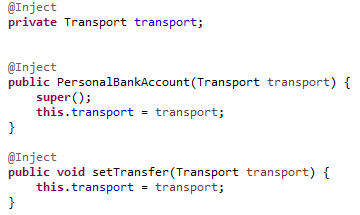 @Inject
private Transport transport;
@Inject
public PersonalBankAccount(Transport transport) {
super();
this.transport = transport;
}
@Inject
public void setTransfer(Transport transport) {
this.transport = transport;
}